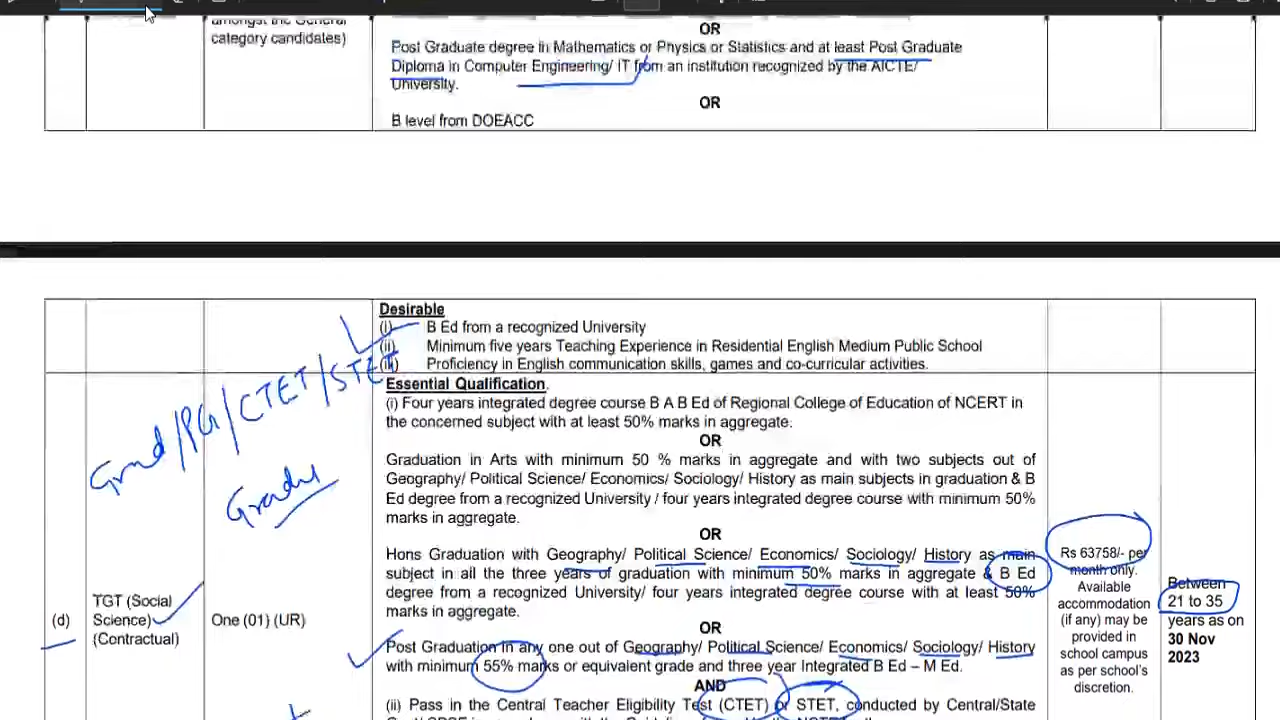 amongst the General
category candidates)
OR
Post Graduate degree in Mathematics or Physics or Statistics and at least Post Graduate
Diploma in Computer Engineering/ IT from an institution recognized by the AICTE/
University.
OR
B level from DOEACC
Desirable
(i) B Ed from a recognized University
(ii) Minimum five years Teaching Experience in Residential English Medium Public School
(iii) Proficiency in English communication skills, games and co-curricular activities.
Grad/PG/CTET/STET
Gradu
(d)
TGT (Social
Science)
(Contractual)
One (01) (UR)
Essential Qualification.
(i) Four years integrated degree course B A B Ed of Regional College of Education of NCERT in
the concerned subject with at least 50% marks in aggregate.
OR
Graduation in Arts with minimum 50 % marks in aggregate and with two subjects out of
Geography/ Political Science/ Economics/ Sociology/ History as main subjects in graduation & B
Ed degree from a recognized University / four years integrated degree course with minimum 50%
marks in aggregate.
OR
Hons Graduation with Geography/ Political Science/ Economics/ Sociology/ History as main
subject in all the three years of graduation with minimum 50% marks in aggregate & B Ed
degree from a recognized University/ four years integrated degree course with at least 50%
marks in aggregate.
OR
Post Graduation in any one out of Geography/ Political Science/ Economics/ Sociology/ History
with minimum 55% marks or equivalent grade and three year Integrated B Ed – M Ed.
AND
(ii) Pass in the Central Teacher Eligibility Test (CTET) or STET, conducted by Central/State
Rs 63758/- per
month only.
Available
accommodation
(if any) may be
provided in
school campus
as per school's
discretion.
Between
21 to 35
years as on
30 Nov
2023